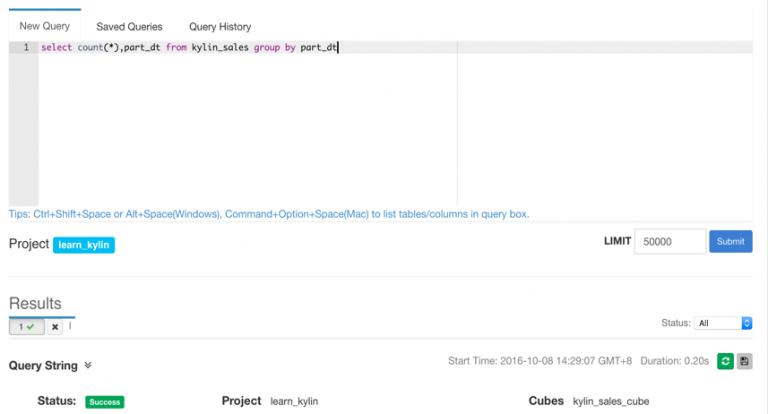 New Query Saved Queries Query History
1 select count(*),part_dt from kylin_sales group by part_dt
Tips: Ctrl+Shift+Space or Alt+Space(Windows), Command+Option+Space(Mac) to list tables/columns in query box.
Project learn_kylin LIMIT 50000 Submit
Results
1
Status: All
Query String Start Time: 2016-10-08 14:29:07 GMT+8 Duration: 0.20s
Status: Success Project learn_kylin Cubes kylin_sales_cube